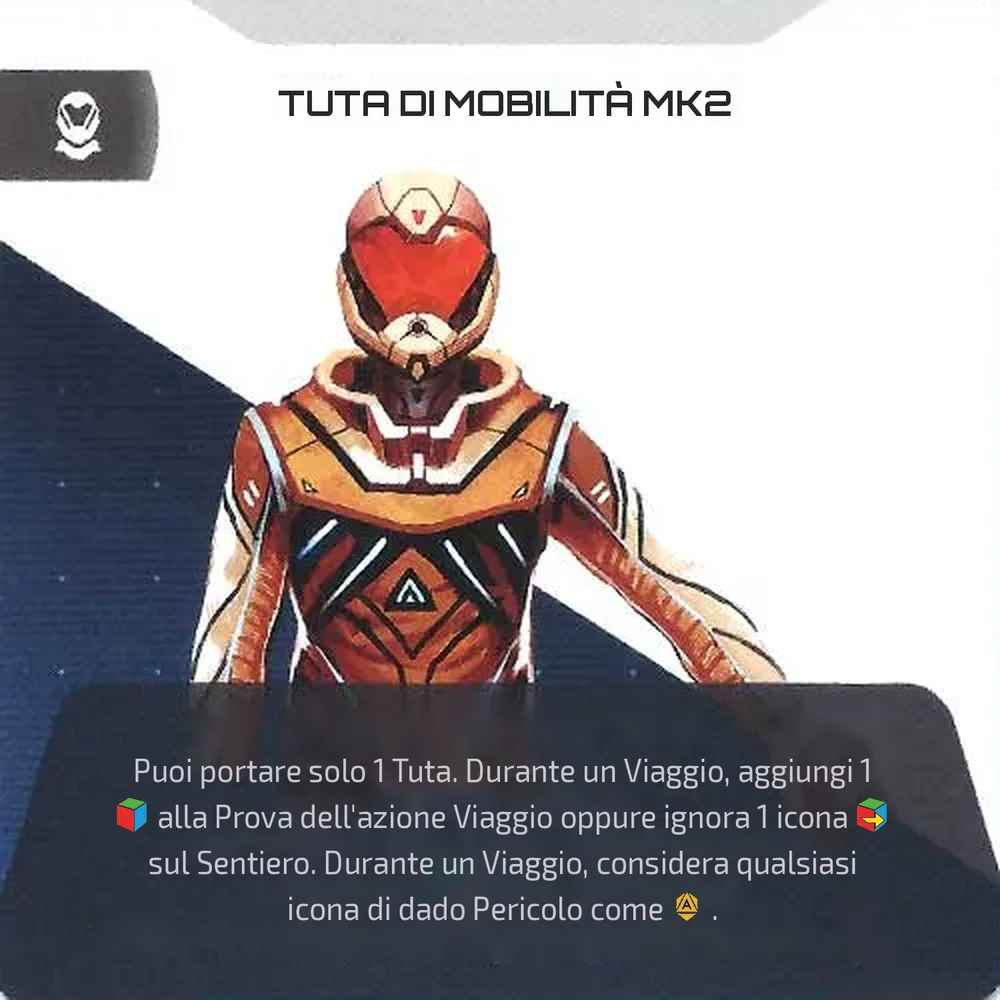 TUTA DI MOBILITÀ MK2
Puoi portare solo 1 Tuta. Durante un Viaggio, aggiungi 1
alla Prova dell'azione Viaggio oppure ignora 1 icona
sul Sentiero. Durante un Viaggio, considera qualsiasi
icona di dado Pericolo come A .